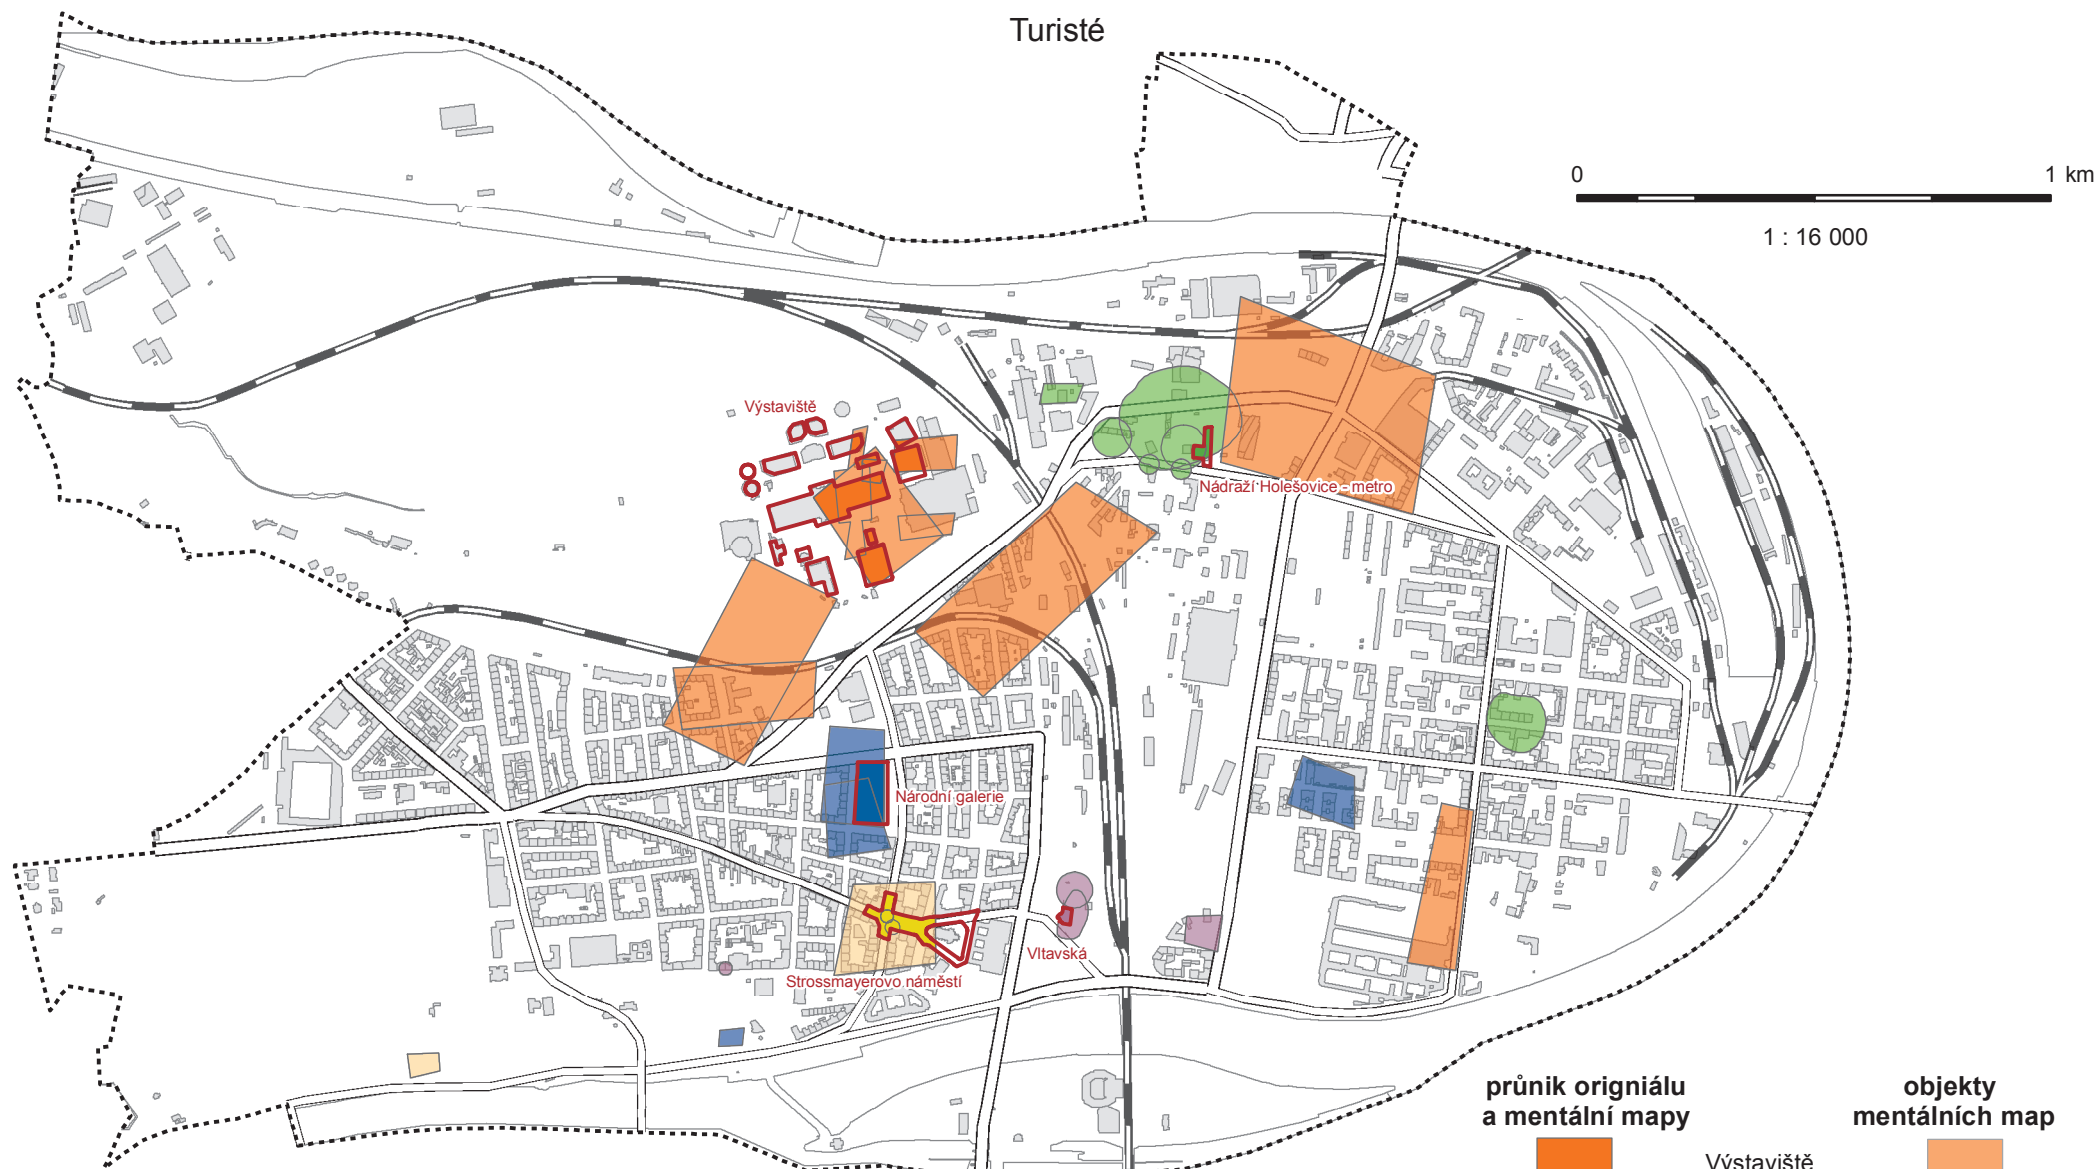 Turisté
0 1 km
1 : 16 000
Výstaviště
Nádraží Holešovice - metro
Národní galerie
Vltavská
Strossmayerovo náměstí
průnik origniálu
a mentální mapy
objekty
mentálních map
Výstaviště